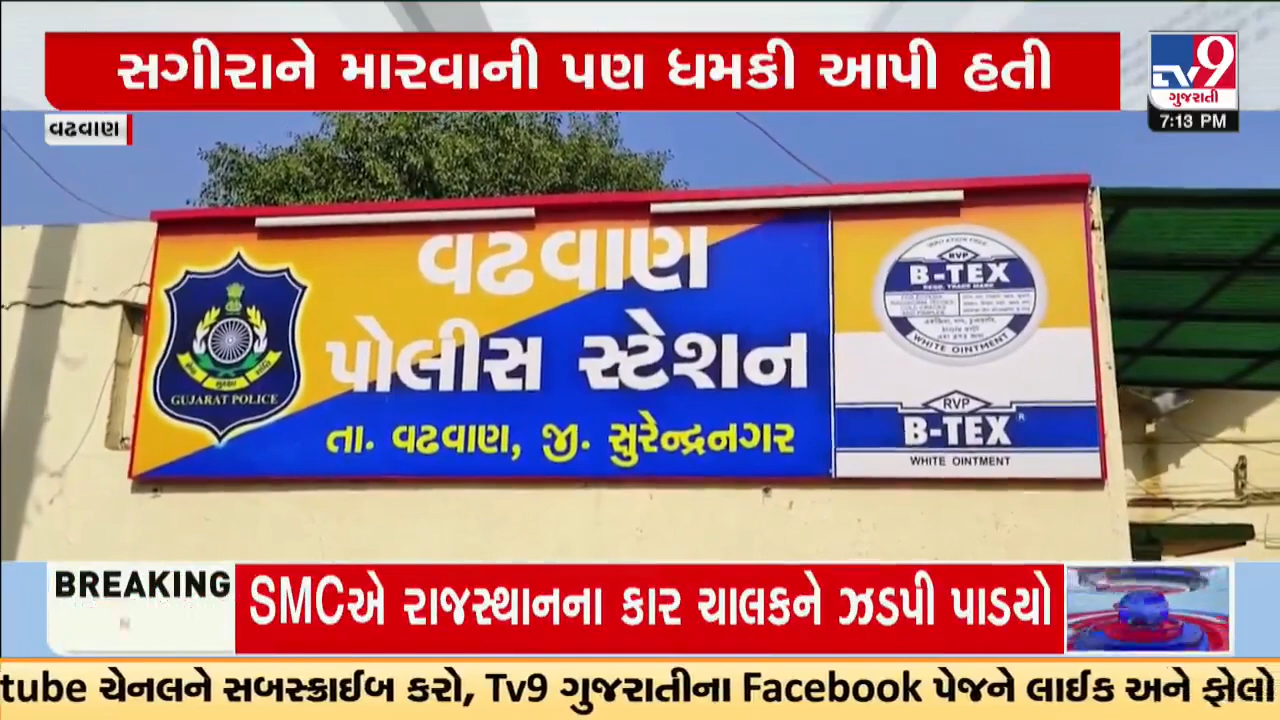 સગીરાને મારવાની પણ ધમકી આપી હતી
TV9
ગુજરાતી
7:13 PM
વઢવાણ
વઢવાણ
પોલીસ સ્ટેશન
તા. વઢવાણ, જી. સુરેન્દ્રનગર
GUJARAT POLICE
RVP
B-TEX
WHITE OINTMENT
RVP
B-TEX
WHITE OINTMENT
BREAKING
N
SMCએ રાજસ્થાનના કાર ચાલકને ઝડપી પાડયો
tube ચેનલને સબસ્ક્રાઈબ કરો, Tv9 ગુજરાતીના Facebook પેજને લાઈક અને ફોલો